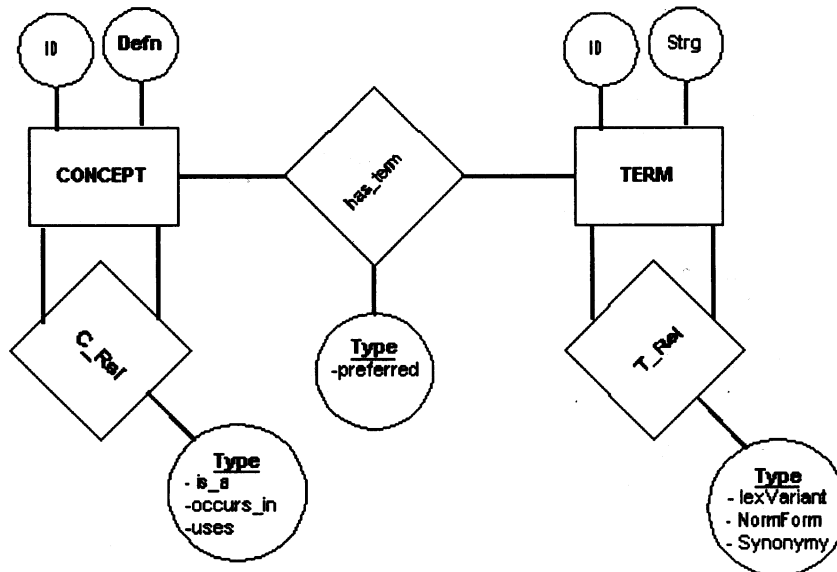 ID
Defn
ID
Strg
CONCEPT
has_term
TERM
C_Rel
Type
-preferred
T_Rel
Type
- is_a
-occurs_in
-uses
Type
- lexVariant
- NormForm
- Synonymy